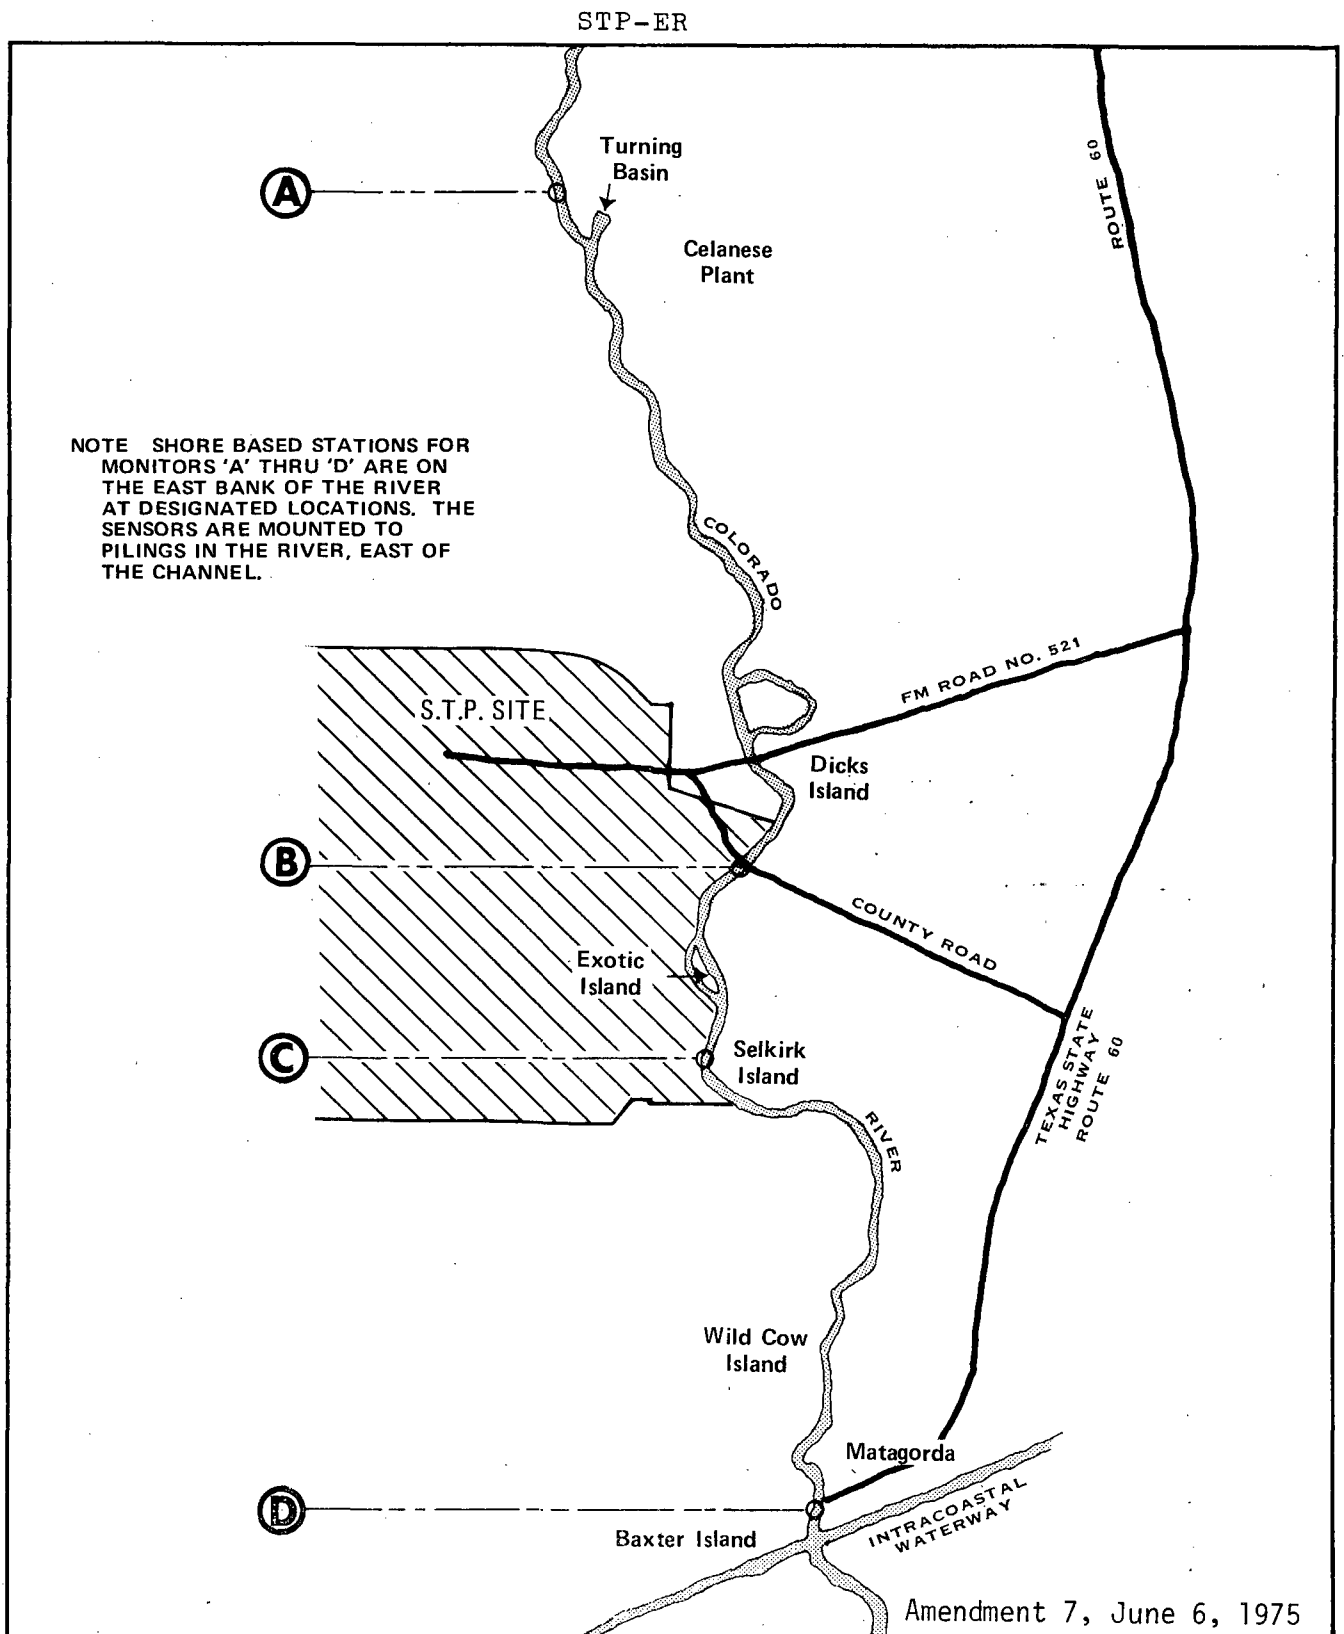 STP-ER
Turning
Basin
A
ROUTE 60
Celanese
Plant
NOTE SHORE BASED STATIONS FOR
MONITORS 'A' THRU 'D' ARE ON
THE EAST BANK OF THE RIVER
AT DESIGNATED LOCATIONS. THE
SENSORS ARE MOUNTED TO
PILINGS IN THE RIVER, EAST OF
THE CHANNEL.
COLORADO
FM ROAD NO. 521
S.T.P. SITE
Dicks
Island
B
COUNTY ROAD
Exotic
Island
C
Selkirk
Island
TEXAS STATE
HIGHWAY
ROUTE 60
RIVER
Wild Cow
Island
Matagorda
D
Baxter Island
INTRACOASTAL
WATERWAY
Amendment 7, June 6, 1975